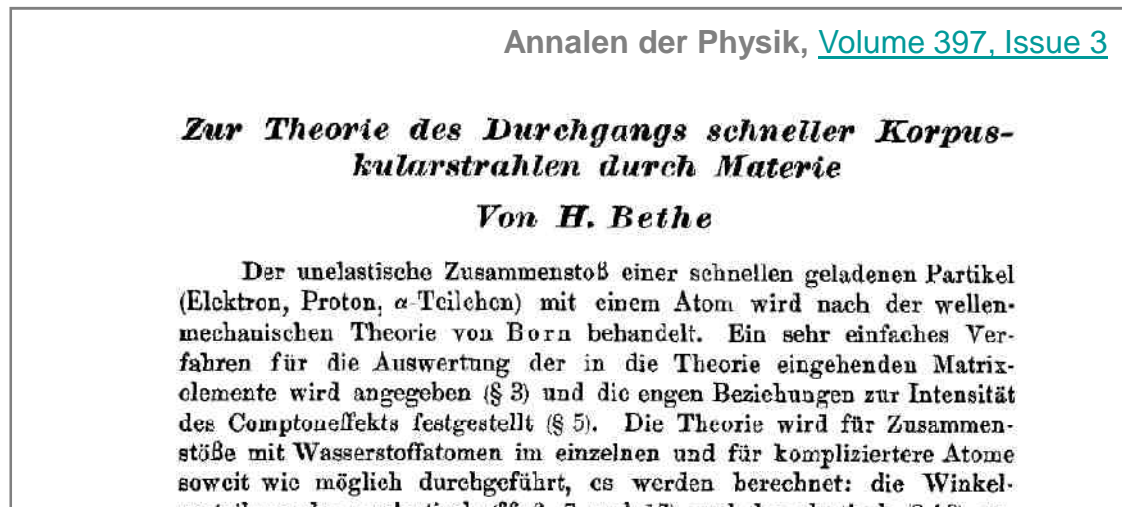 Annalen der Physik, Volume 397, Issue 3
Zur Theorie des Durchgangs schneller Korpus-
kularstrahlen durch Materie
Von H. Bethe
Der unelastische Zusammenstoß einer schnellen geladenen Partikel
(Elektron, Proton, α-Teilchen) mit einem Atom wird nach der wellen-
mechanischen Theorie von Born behandelt. Ein sehr einfaches Ver-
fahren für die Auswertung der in die Theorie eingehenden Matrix-
elemente wird angegeben (§ 3) und die engen Beziehungen zur Intensität
des Comptoneffekts festgestellt (§ 5). Die Theorie wird für Zusammen-
stöße mit Wasserstoffatomen im einzelnen und für kompliziertere Atome
soweit wie möglich durchgeführt, es werden berechnet: die Winkel-